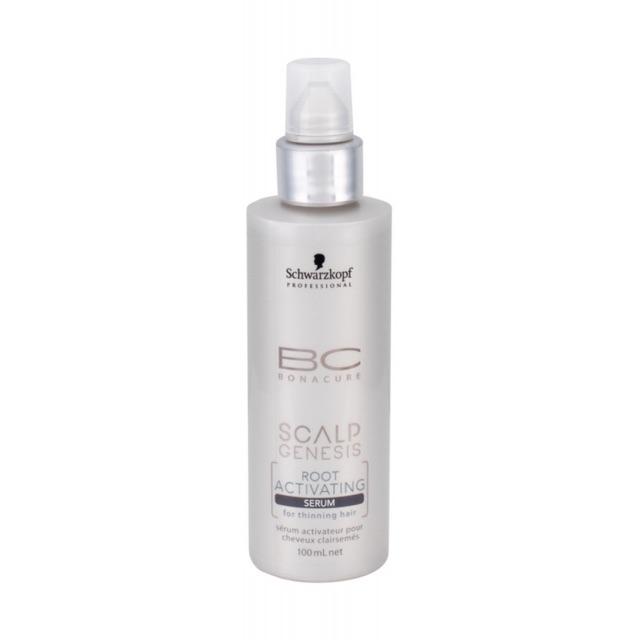 Schwarzkopf
PROFESSIONAL
BC
BONACURE
SCALP
GENESIS
ROOT
ACTIVATING
SERUM
for thinning hair
sérum activateur pour
cheveux clairsemés
100mL net